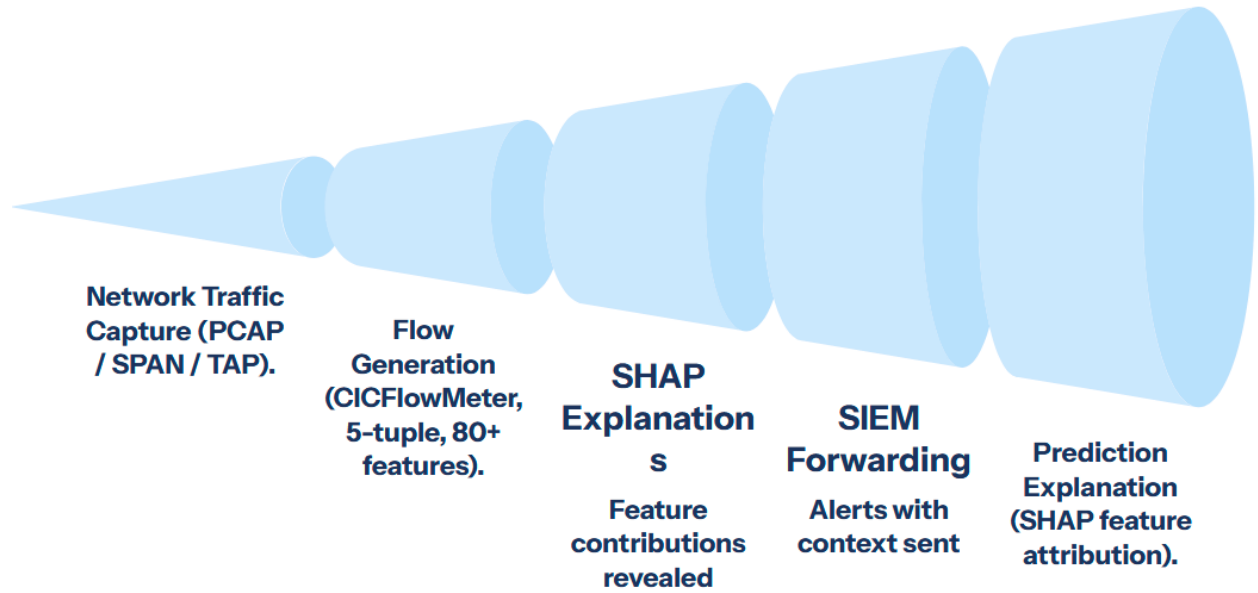 Network Traffic
Capture (PCAP
/ SPAN / TAP).
Flow
Generation
(CICFlowMeter,
5-tuple, 80+
features).
SHAP
Explanation
s
Feature
contributions
revealed
SIEM
Forwarding
Alerts with
context sent
Prediction
Explanation
(SHAP feature
attribution).